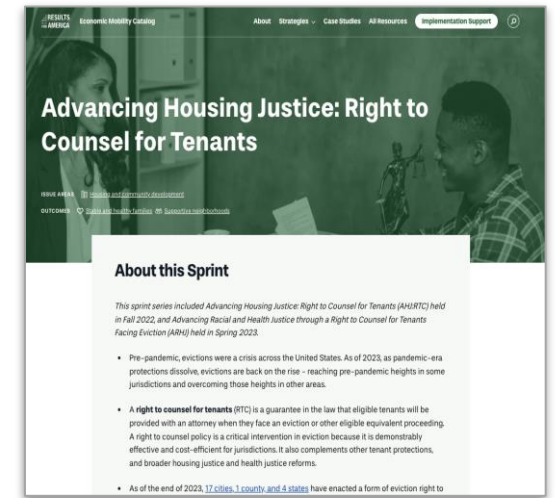 RESULTS
for AMERICA
Economic Mobility Catalog
About Strategies Case Studies All Resources Implementation Support
Advancing Housing Justice: Right to
Counsel for Tenants
ISSUE AREAS Housing and community development
OUTCOMES Stable and healthy families Supportive neighborhoods
About this Sprint
This sprint series included Advancing Housing Justice: Right to Counsel for Tenants (AHJ:RTC) held
in Fall 2022, and Advancing Racial and Health Justice through a Right to Counsel for Tenants
Facing Eviction (ARHJ) held in Spring 2023.
• Pre-pandemic, evictions were a crisis across the United States. As of 2023, as pandemic-era
protections dissolve, evictions are back on the rise – reaching pre-pandemic heights in some
jurisdictions and overcoming those heights in other areas.
• A right to counsel for tenants (RTC) is a guarantee in the law that eligible tenants will be
provided with an attorney when they face an eviction or other eligible equivalent proceeding.
A right to counsel policy is a critical intervention in eviction because it is demonstrably
effective and cost-efficient for jurisdictions. It also complements other tenant protections,
and broader housing justice and health justice reforms.
• As of the end of 2023, 17 cities, 1 county, and 4 states have enacted a form of eviction right to